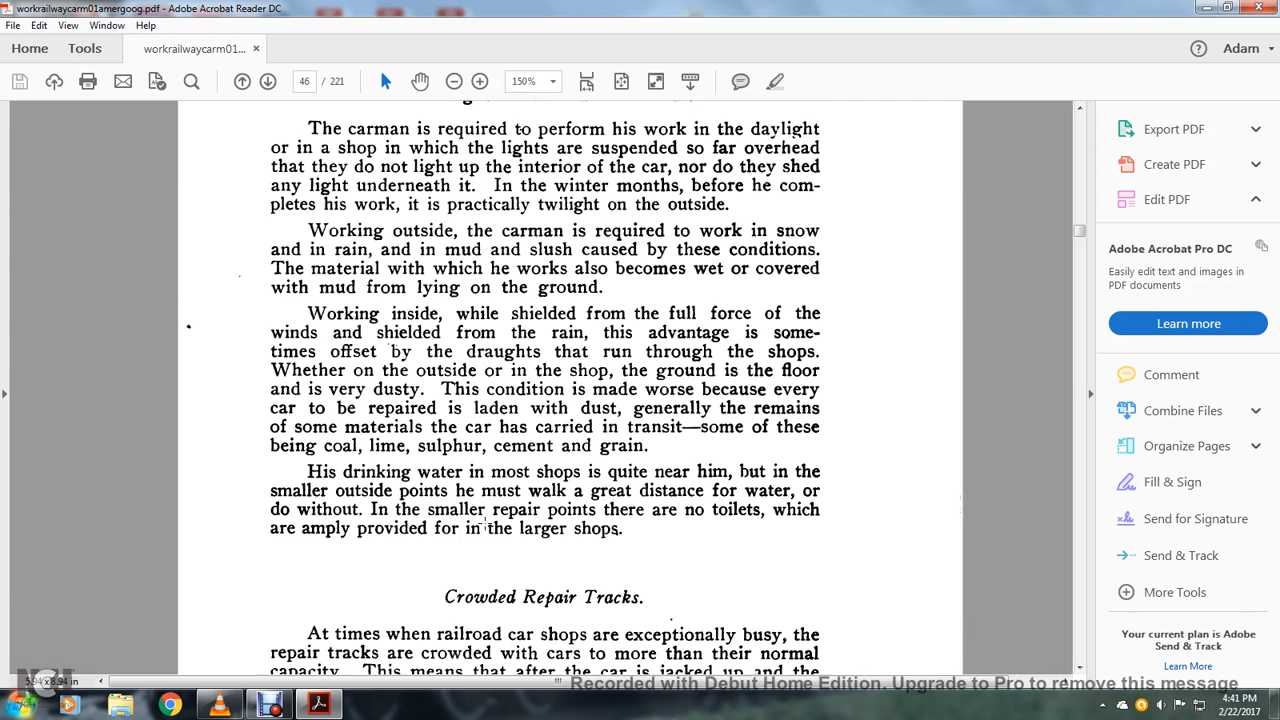 workrailwaycarm01amergoog.pdf - Adobe Acrobat Reader DC
File Edit View Window Help
Home Tools workrailwaycarm01... × Adam
46 / 221 150%
The carman is required to perform his work in the daylight
or in a shop in which the lights are suspended so far overhead
that they do not light up the interior of the car, nor do they shed
any light underneath it. In the winter months, before he com-
pletes his work, it is practically twilight on the outside.
Working outside, the carman is required to work in snow
and in rain, and in mud and slush caused by these conditions.
The material with which he works also becomes wet or covered
with mud from lying on the ground.
Working inside, while shielded from the full force of the
winds and shielded from the rain, this advantage is some-
times offset by the draughts that run through the shops.
Whether on the outside or in the shop, the ground is the floor
and is very dusty. This condition is made worse because every
car to be repaired is laden with dust, generally the remains
of some materials the car has carried in transit—some of these
being coal, lime, sulphur, cement and grain.
His drinking water in most shops is quite near him, but in the
smaller outside points he must walk a great distance for water, or
do without. In the smaller repair points there are no toilets, which
are amply provided for in the larger shops.
Crowded Repair Tracks.
At times when railroad car shops are exceptionally busy, the
repair tracks are crowded with cars to more than their normal
capacity. This means that after the car is jacked up and the
Export PDF
Create PDF
Edit PDF
Adobe Acrobat Pro DC
Easily edit text and images in
PDF documents
Learn more
Comment
Combine Files
Organize Pages
Fill & Sign
Send for Signature
Send & Track
More Tools
Your current plan is Adobe
Send & Track
Learn More
5.94 x 8.94 in
Recorded with Debut Home Edition. Upgrade to Pro to remove this message
4:41 PM
2/22/2017